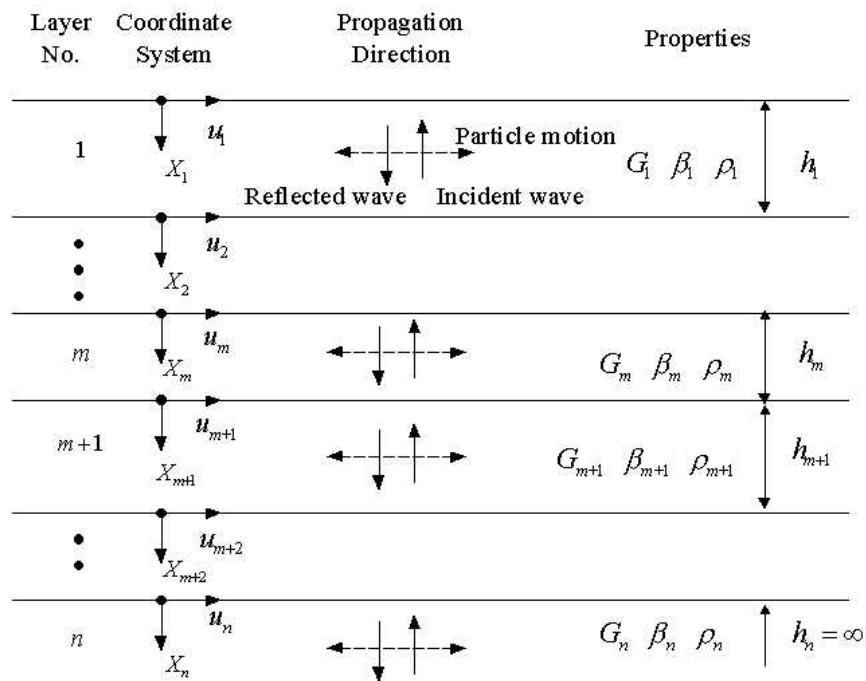 Layer No. Coordinate System Propagation Direction Properties
1 u₁ X₁ Particle motion G₁ β₁ ρ₁ h₁
Reflected wave Incident wave
u₂ X₂
m uₘ Xₘ Gₘ βₘ ρₘ hₘ
m+1 uₘ₊₁ Xₘ₊₁ Gₘ₊₁ βₘ₊₁ ρₘ₊₁ hₘ₊₁
uₘ₊₂ Xₘ₊₂
n uₙ Xₙ Gₙ βₙ ρₙ hₙ = ∞